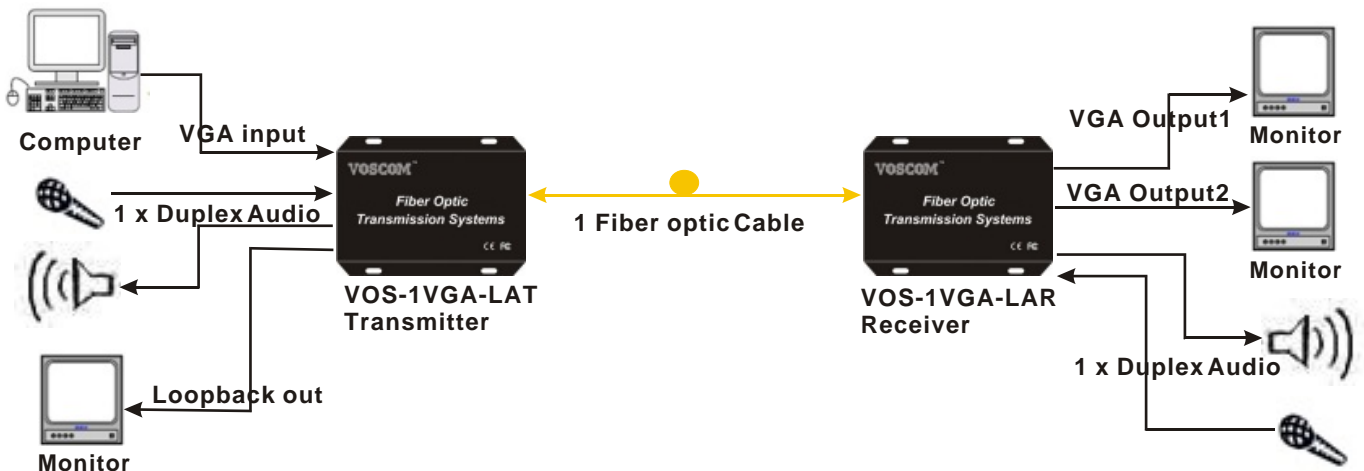 Computer
VGA input
1 x Duplex Audio
VOSCOM™
Fiber Optic
Transmission Systems
CE FC
VOS-1VGA-LAT
Transmitter
Loopback out
Monitor
1 Fiber optic Cable
VOSCOM™
Fiber Optic
Transmission Systems
CE FC
VOS-1VGA-LAR
Receiver
VGA Output1
Monitor
VGA Output2
Monitor
1 x Duplex Audio